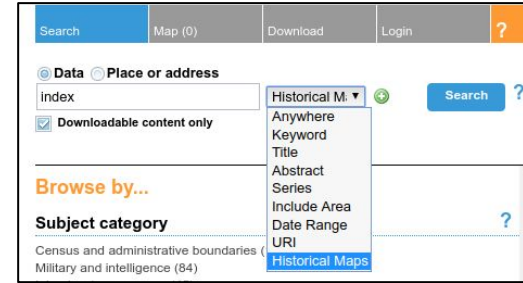 Search Map (0) Download Login ?
Data Place or address
index Historical M: Search ?
Downloadable content only
Anywhere
Keyword
Title
Abstract
Series
Include Area
Date Range
URI
Historical Maps
Browse by...
Subject category ?
Census and administrative boundaries (
Military and intelligence (84)